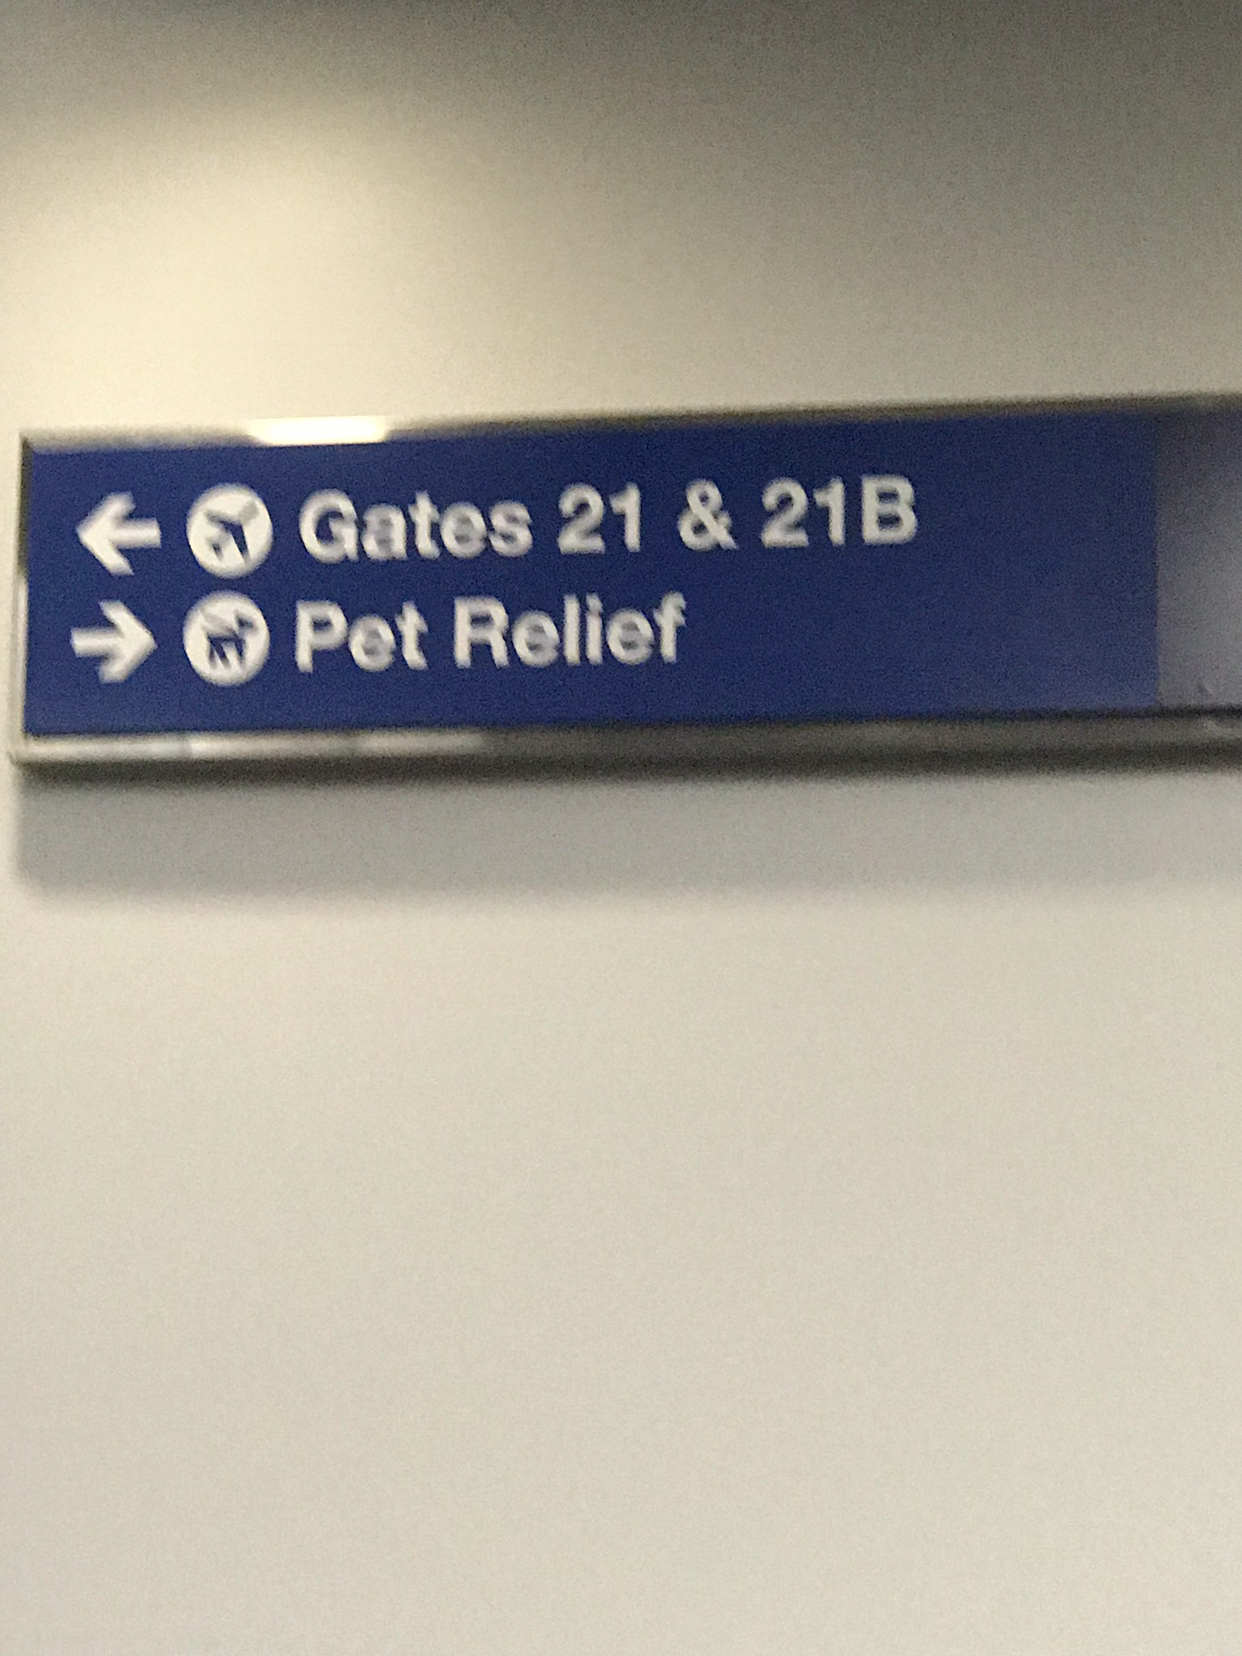 ← Gates 21 & 21B
→ Pet Relief